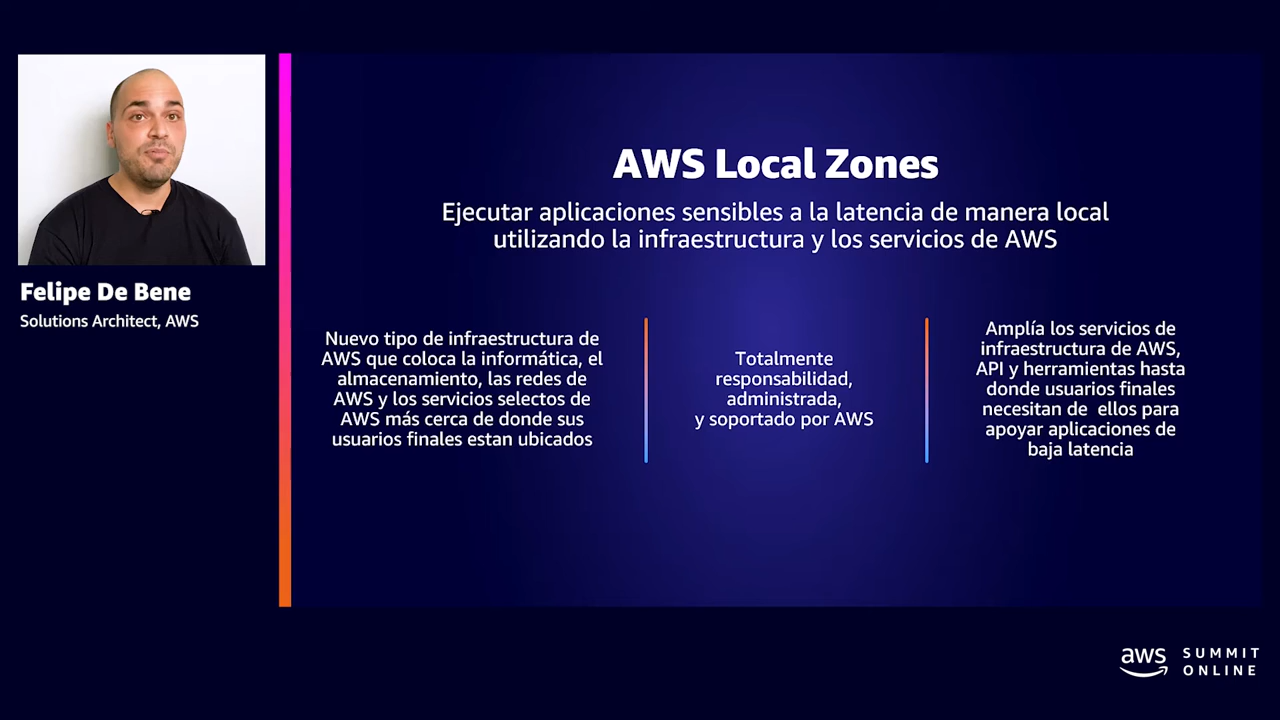 AWS Local Zones
Ejecutar aplicaciones sensibles a la latencia de manera local
utilizando la infraestructura y los servicios de AWS
Felipe De Bene
Solutions Architect, AWS
Nuevo tipo de infraestructura de
AWS que coloca la informática, el
almacenamiento, las redes de
AWS y los servicios selectos de
AWS más cerca de donde sus
usuarios finales estan ubicados
Totalmente
responsabilidad,
administrada,
y soportado por AWS
Amplía los servicios de
infraestructura de AWS,
API y herramientas hasta
donde usuarios finales
necesitan de ellos para
apoyar aplicaciones de
baja latencia
aws
SUMMIT
ONLINE